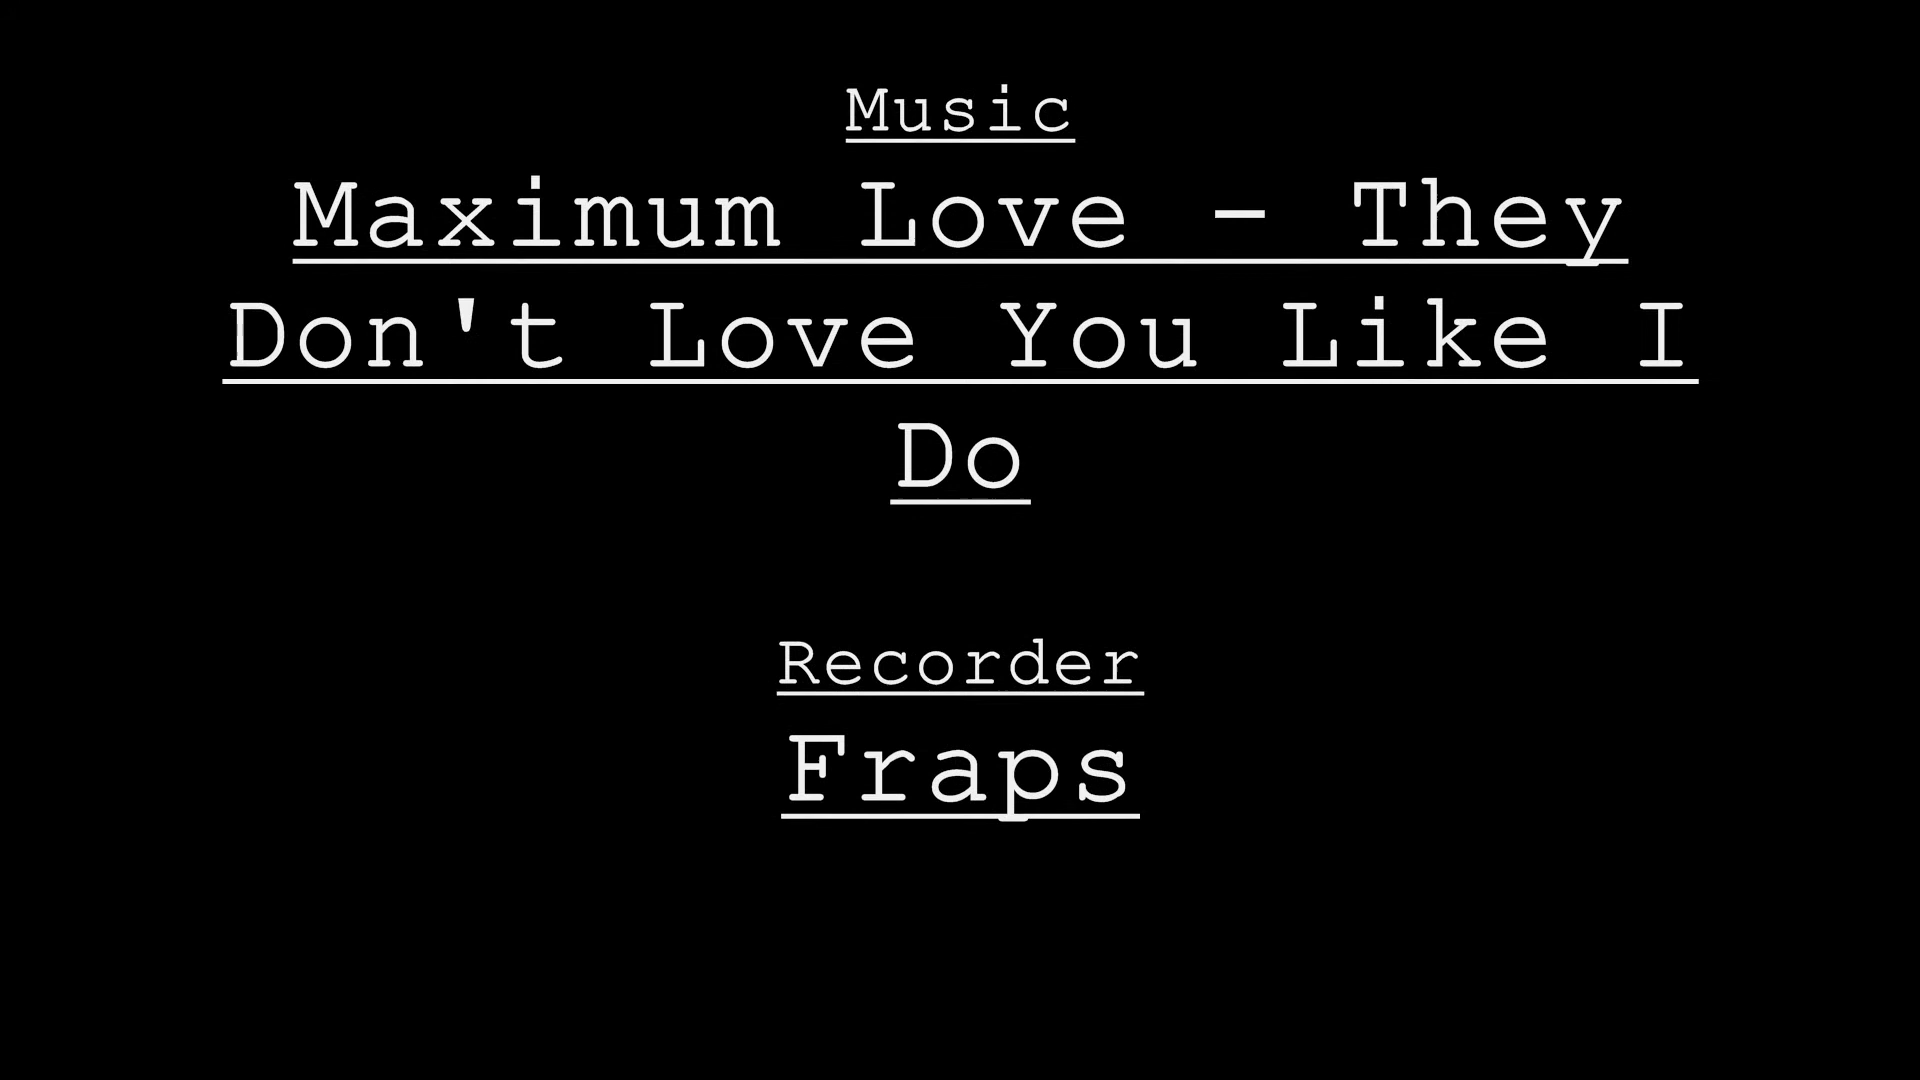 Music
Maximum Love - They
Don't Love You Like I
Do
Recorder
Fraps